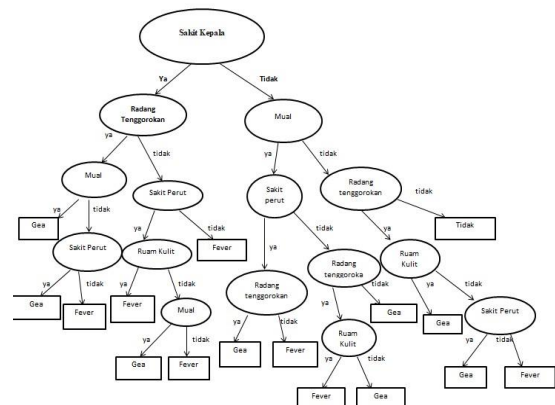 Sakit Kepala
Ya
Tidak
Radang
Tenggorokan
Mual
ya
tidak
ya
tidak
Mual
Sakit Perut
Sakit
perut
Radang
tenggorokan
ya
tidak
ya
tidak
ya
tidak
ya
tidak
Gea
Sakit Perut
Ruam Kulit
Fever
Radang
tenggorokan
Radang
tenggoroka
Ruam
Kulit
Tidak
ya
tidak
ya
tidak
ya
tidak
ya
tidak
ya
tidak
Gea
Fever
Fever
Mual
Gea
Fever
Ruam
Kulit
Gea
Gea
Sakit Perut
ya
tidak
ya
tidak
ya
tidak
Gea
Fever
Fever
Gea
Gea
Fever